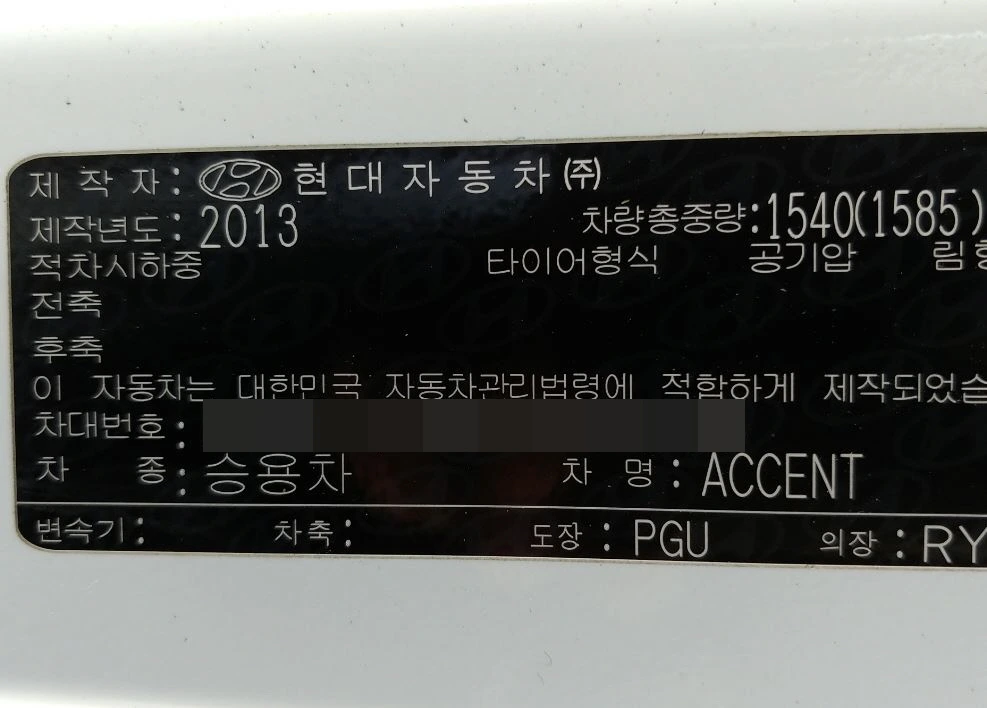 제 작 자 : 현 대 자 동 차 ㈜
제작년도 : 2013 차량총중량:1540(1585)
적차시하중 타이어형식 공기압 림
전축
후축
이 자동차는 대한민국 자동차관리법령에 적합하게 제작되었습
차대번호 :
차 종 : 승용차 차 명 : ACCENT
변속기 : 차축 : 도장 : PGU 의장 : RY